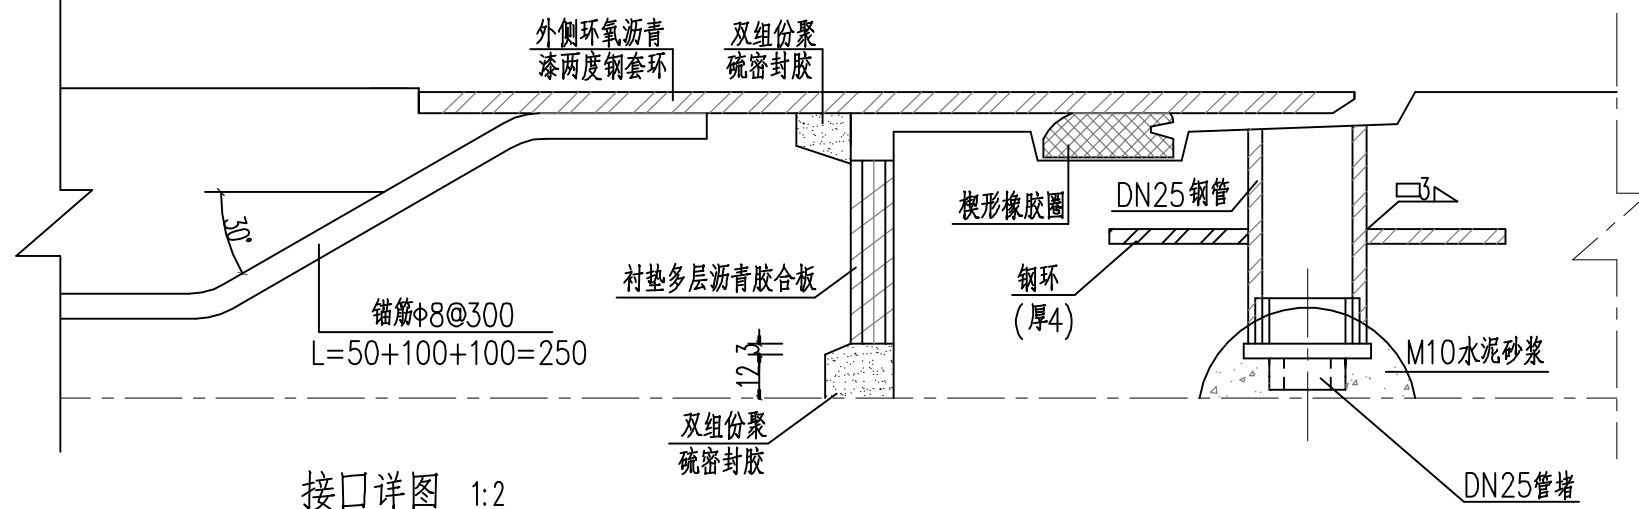 外侧环氧沥青
漆两度钢套环
双组份聚
硫密封胶
30°
楔形橡胶圈
DN25钢管
3
衬垫多层沥青胶合板
钢环
(厚4)
锚筋φ8@300
L=50+100+100=250
3
12
M10水泥砂浆
双组份聚
硫密封胶
DN25管堵
接口详图 1:2